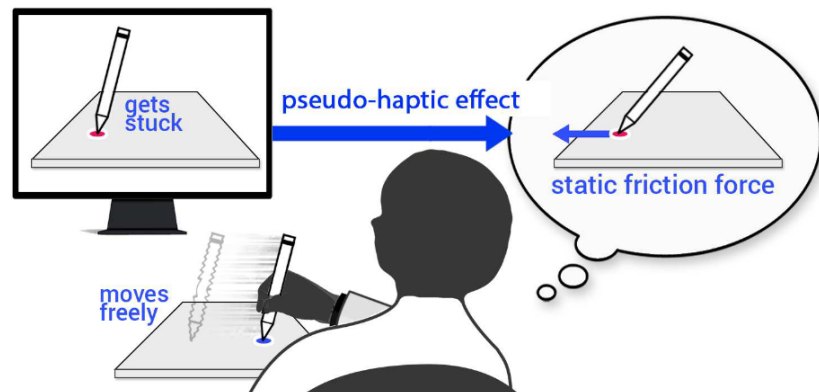 gets
stuck
pseudo-haptic effect
static friction force
moves
freely